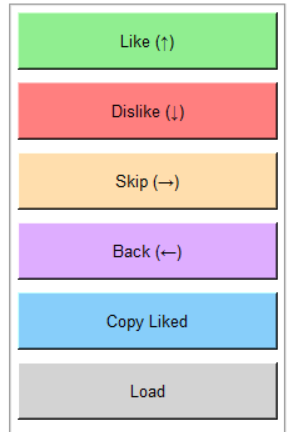 Like (↑)
Dislike (↓)
Skip (→)
Back (←)
Copy Liked
Load